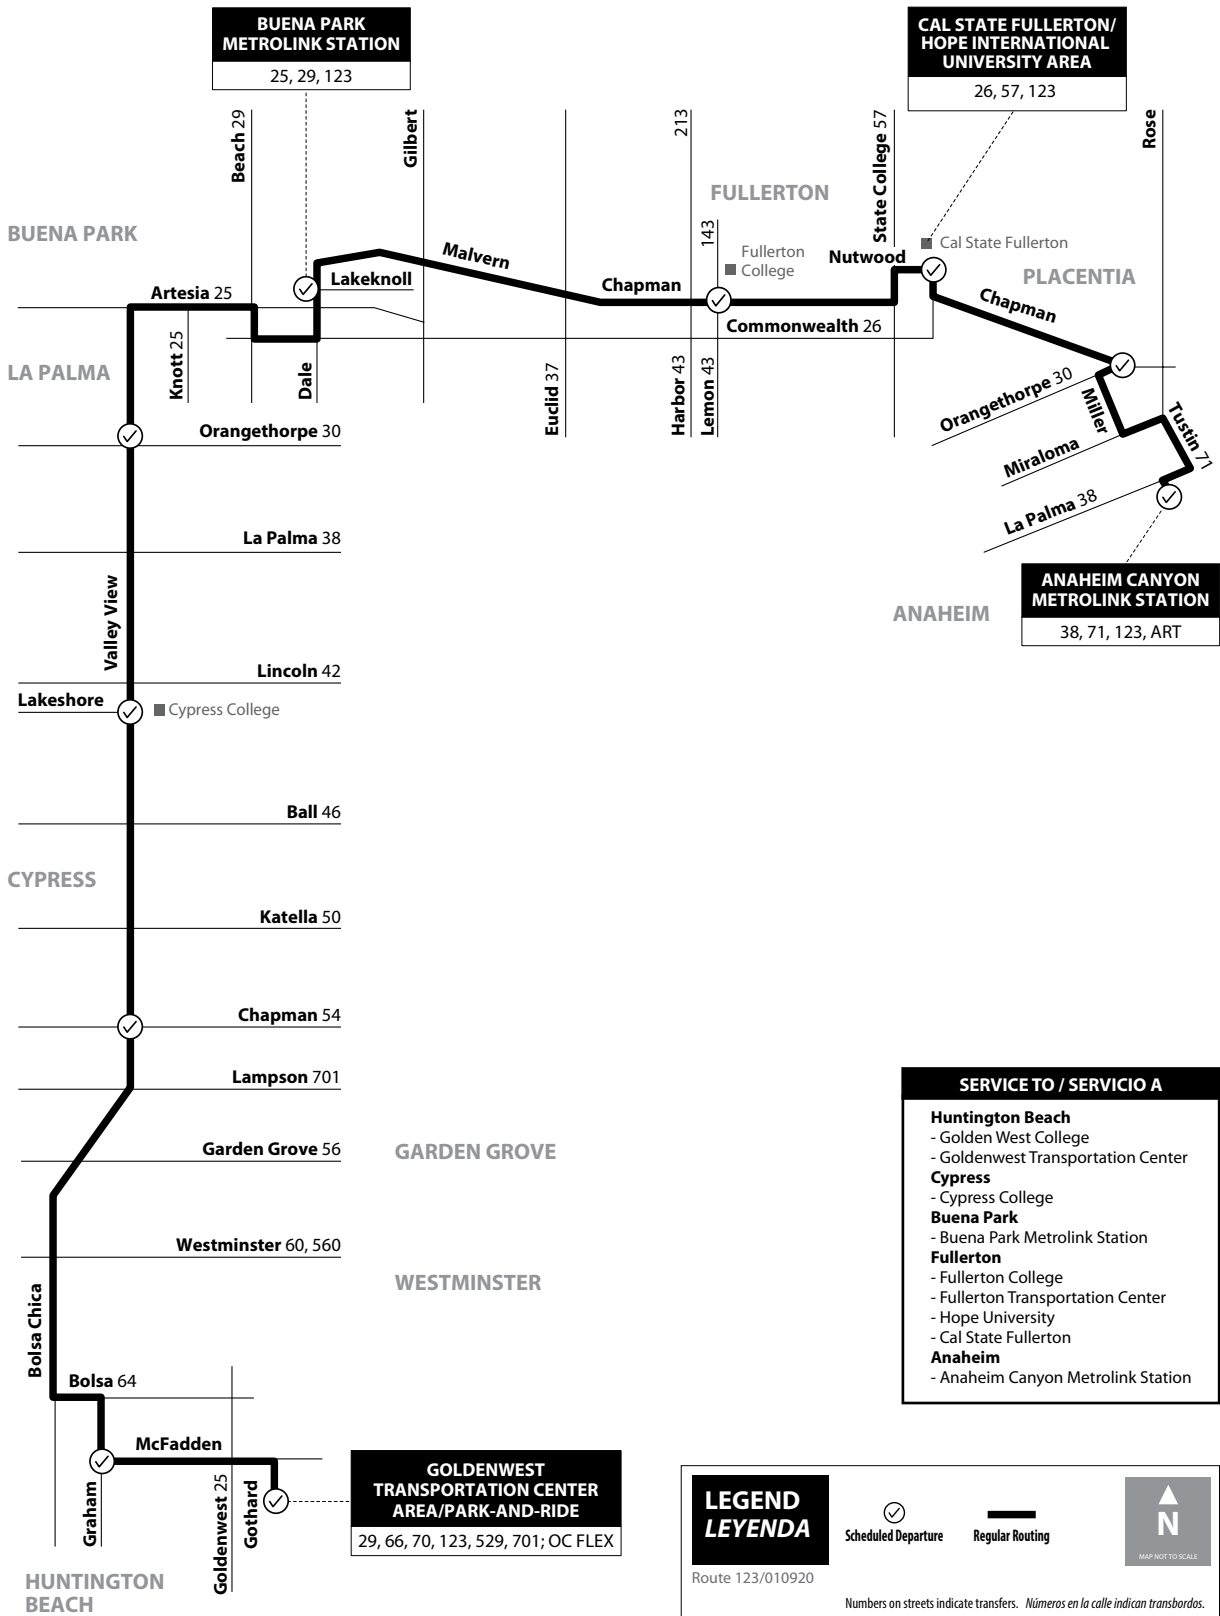 BUENA PARK
METROLINK STATION
25, 29, 123
CAL STATE FULLERTON/
HOPE INTERNATIONAL
UNIVERSITY AREA
26, 57, 123
Beach 29
Gilbert
213
State College 57
Rose
FULLERTON
143
BUENA PARK
Malvern
Fullerton
College
Nutwood
Cal State Fullerton
PLACENTIA
Lakeknoll
Artesia 25
Chapman
Chapman
Commonwealth 26
LA PALMA
Knott 25
Dale
Euclid 37
Harbor 43
Lemon 43
Orangethorpe 30
Miller
Tustin 71
Orangethorpe 30
Miraloma
La Palma 38
La Palma 38
ANAHEIM CANYON
METROLINK STATION
38, 71, 123, ART
ANAHEIM
Valley View
Lincoln 42
Lakeshore
Cypress College
Ball 46
CYPRESS
Katella 50
Chapman 54
Lampson 701
Garden Grove 56
GARDEN GROVE
Westminster 60, 560
WESTMINSTER
Bolsa Chica
Bolsa 64
McFadden
Graham
Goldenwest 25
Gothard
GOLDENWEST
TRANSPORTATION CENTER
AREA/PARK-AND-RIDE
29, 66, 70, 123, 529, 701; OC FLEX
HUNTINGTON
BEACH
SERVICE TO / SERVICIO A
Huntington Beach
- Golden West College
- Goldenwest Transportation Center
Cypress
- Cypress College
Buena Park
- Buena Park Metrolink Station
Fullerton
- Fullerton College
- Fullerton Transportation Center
- Hope University
- Cal State Fullerton
Anaheim
- Anaheim Canyon Metrolink Station
LEGEND
LEYENDA
Scheduled Departure
Regular Routing
N
MAP NOT TO SCALE
Route 123/010920
Numbers on streets indicate transfers. Números en la calle indican transbordos.